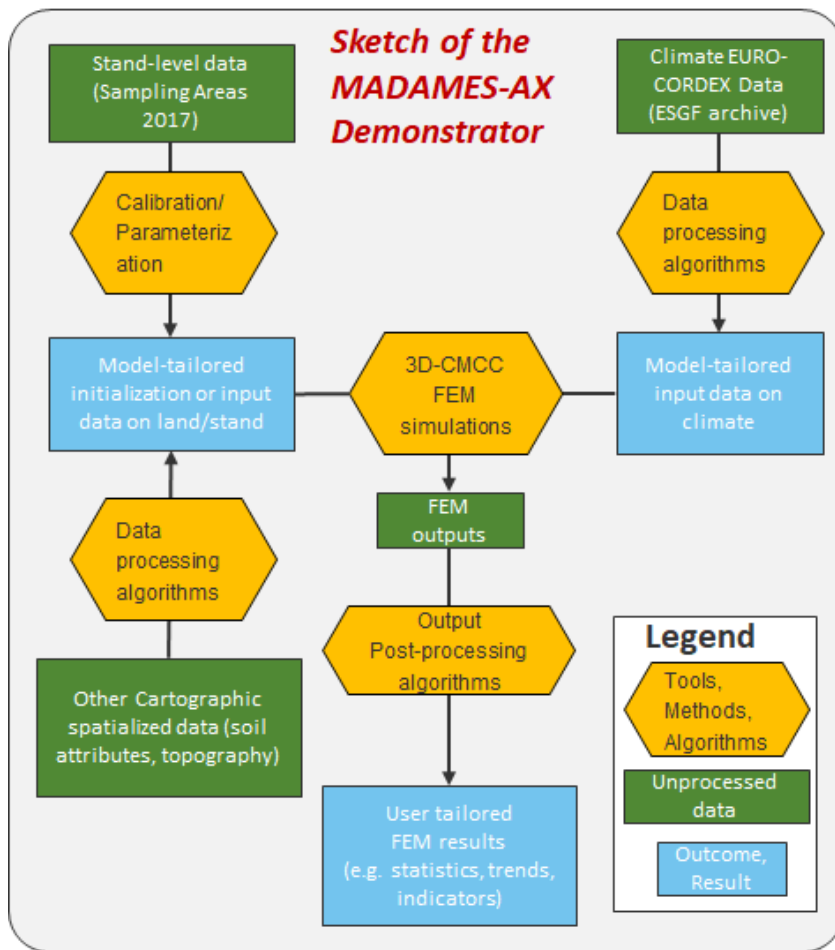 Sketch of the
MADAMES-AX
Demonstrator
Stand-level data
(Sampling Areas
2017)
Climate EURO-
CORDEX Data
(ESGF archive)
Calibration/
Parameteriz
ation
Data
processing
algorithms
Model-tailored
initialization or input
data on land/stand
3D-CMCC
FEM
simulations
Model-tailored
input data on
climate
Data
processing
algorithms
FEM
outputs
Output
Post-processing
algorithms
Other Cartographic
spatialized data (soil
attributes, topography)
User tailored
FEM results
(e.g. statistics, trends,
indicators)
Legend
Tools,
Methods,
Algorithms
Unprocessed
data
Outcome,
Result